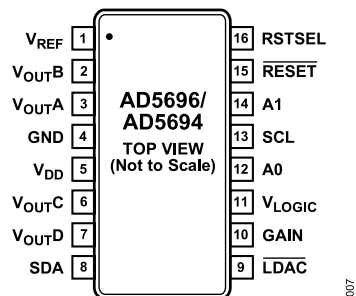 VREF 1
VOUTB 2
VOUTA 3
GND 4
VDD 5
VOUTC 6
VOUTD 7
SDA 8
AD5696/
AD5694
TOP VIEW
(Not to Scale)
16 RSTSEL
15 RESET
14 A1
13 SCL
12 A0
11 VLOGIC
10 GAIN
9 LDAC
007